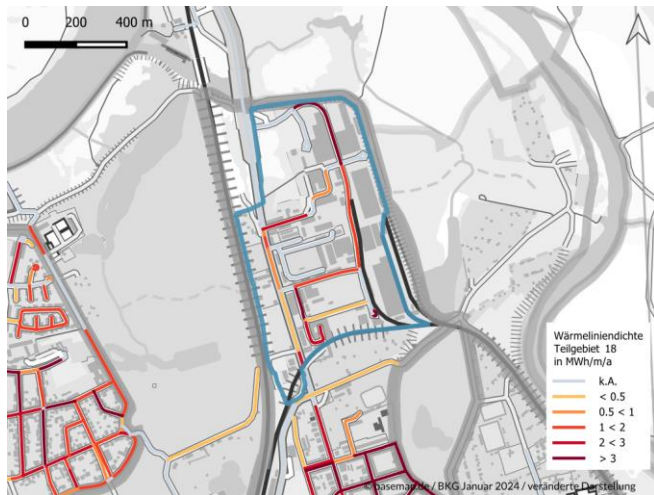 0 200 400 m
Wärmeliniendichte
Teilgebiet 18
in MWh/m/a
k.A.
< 0.5
0.5 < 1
1 < 2
2 < 3
> 3
© basemap.de / BKG Januar 2024 / veränderte Darstellung